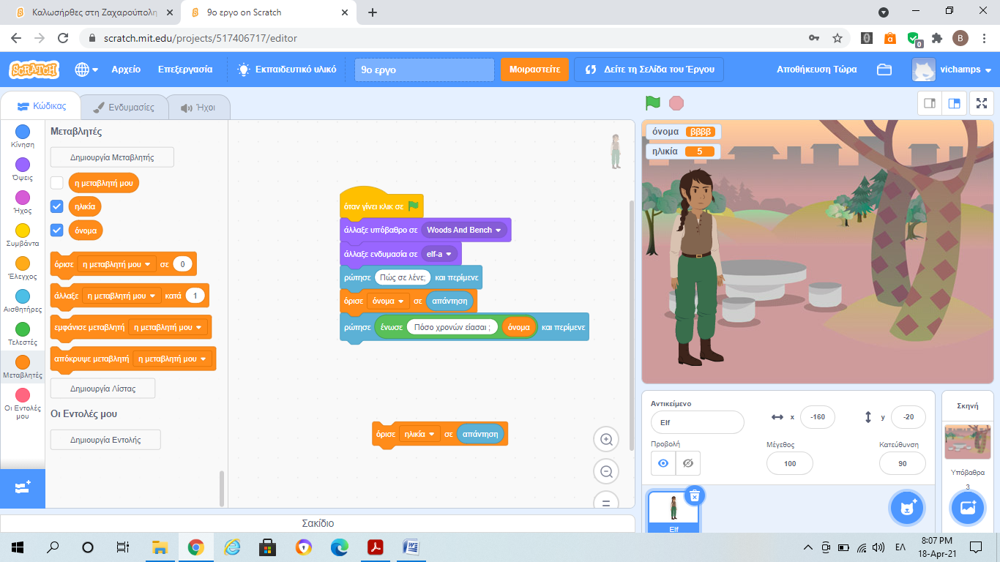 Καλωσήρθες στη Ζαχαρούπολη
9ο εργο on Scratch
scratch.mit.edu/projects/517406717/editor
B
0
SCRATCH
Αρχείο
Επεξεργασία
Εκπαιδευτικό υλικό
9ο εργο
Μοιραστείτε
Δείτε τη Σελίδα του Έργου
Αποθήκευση Τώρα
vichamps
Κώδικας
Ενδυμασίες
Ήχοι
Κίνηση
Όψεις
Ήχος
Συμβάντα
Έλεγχος
Αισθητήρες
Τελεστές
Μεταβλητές
Οι Εντολές
μου
Μεταβλητές
Δημιουργία Μεταβλητής
η μεταβλητή μου
ηλικία
όνομα
όρισε η μεταβλητή μου σε 0
άλλαξε η μεταβλητή μου κατά 1
εμφάνισε μεταβλητή η μεταβλητή μου
απόκρυψε μεταβλητή η μεταβλητή μου
Δημιουργία Λίστας
Οι Εντολές μου
Δημιουργία Εντολής
όταν γίνει κλικ σε
άλλαξε υπόβαθρο σε Woods And Bench
άλλαξε ενδυμασία σε elf-a
ρώτησε Πώς σε λένε; και περίμενε
όρισε όνομα σε απάντηση
ρώτησε ένωσε Πόσο χρονών είασαι ; όνομα και περίμενε
όρισε ηλικία σε απάντηση
όνομα ββββ
ηλικία 5
Αντικείμενο
Elf
x -160
y -20
Προβολή
Μέγεθος
100
Κατεύθυνση
90
Elf
Σκηνή
Υπόβαθρα
3
Σακίδιο
ΕΛ
8:07 PM
18-Apr-21